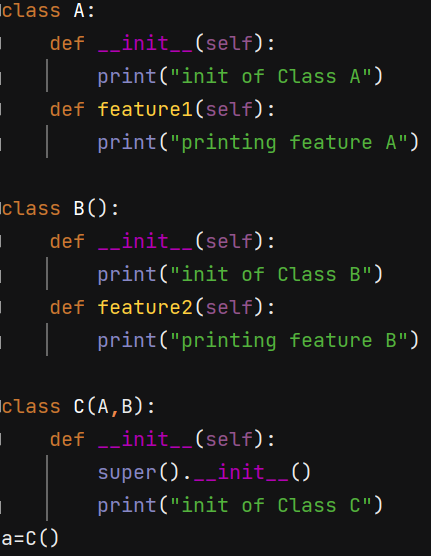 class A:
    def __init__(self):
        print("init of Class A")
    def feature1(self):
        print("printing feature A")

class B():
    def __init__(self):
        print("init of Class B")
    def feature2(self):
        print("printing feature B")

class C(A,B):
    def __init__(self):
        super().__init__()
        print("init of Class C")
a=C()